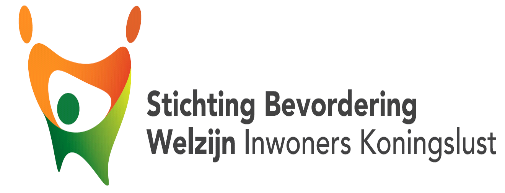 Stichting Bevordering
Welzijn Inwoners Koningslust